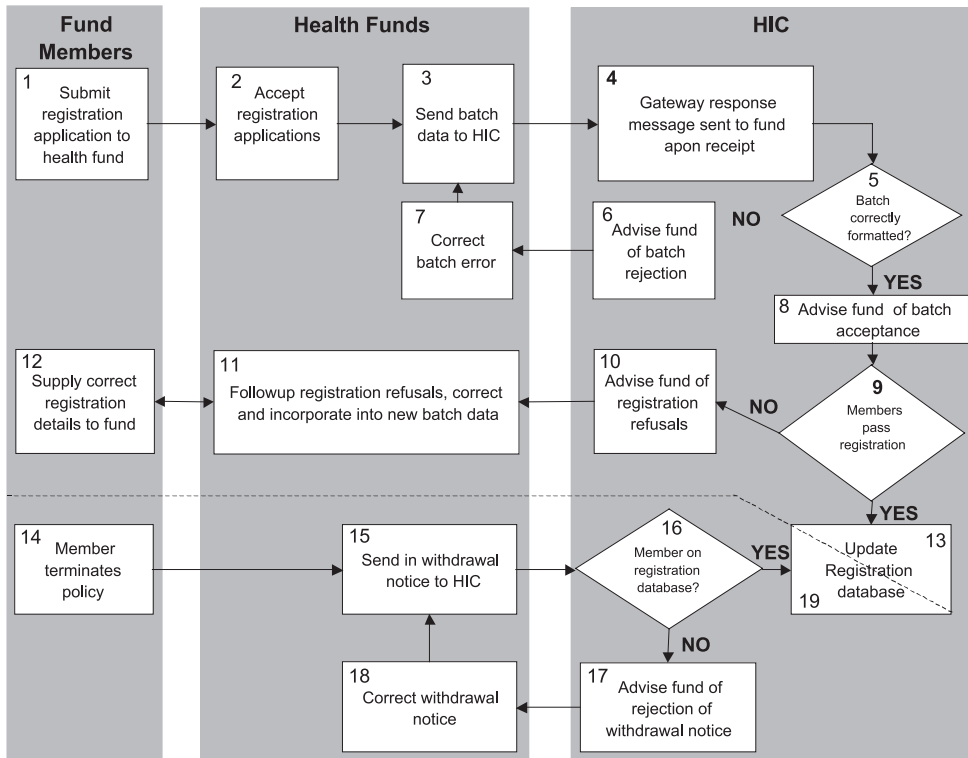 Fund
Members
Health Funds
HIC
1
Submit
registration
application to
health fund
2
Accept
registration
applications
3
Send batch
data to HIC
4
Gateway response
message sent to fund
upon receipt
5
Batch
correctly
formatted?
NO
6
Advise fund
of batch
rejection
7
Correct
batch error
YES
8
Advise fund of batch
acceptance
9
Members
pass
registration
NO
10
Advise fund of
registration
refusals
11
Followup registration refusals, correct
and incorporate into new batch data
12
Supply correct
registration
details to fund
YES
13
Update
Registration
database
19
14
Member
terminates
policy
15
Send in withdrawal
notice to HIC
16
Member on
registration
database?
YES
NO
17
Advise fund of
rejection of
withdrawal notice
18
Correct withdrawal
notice